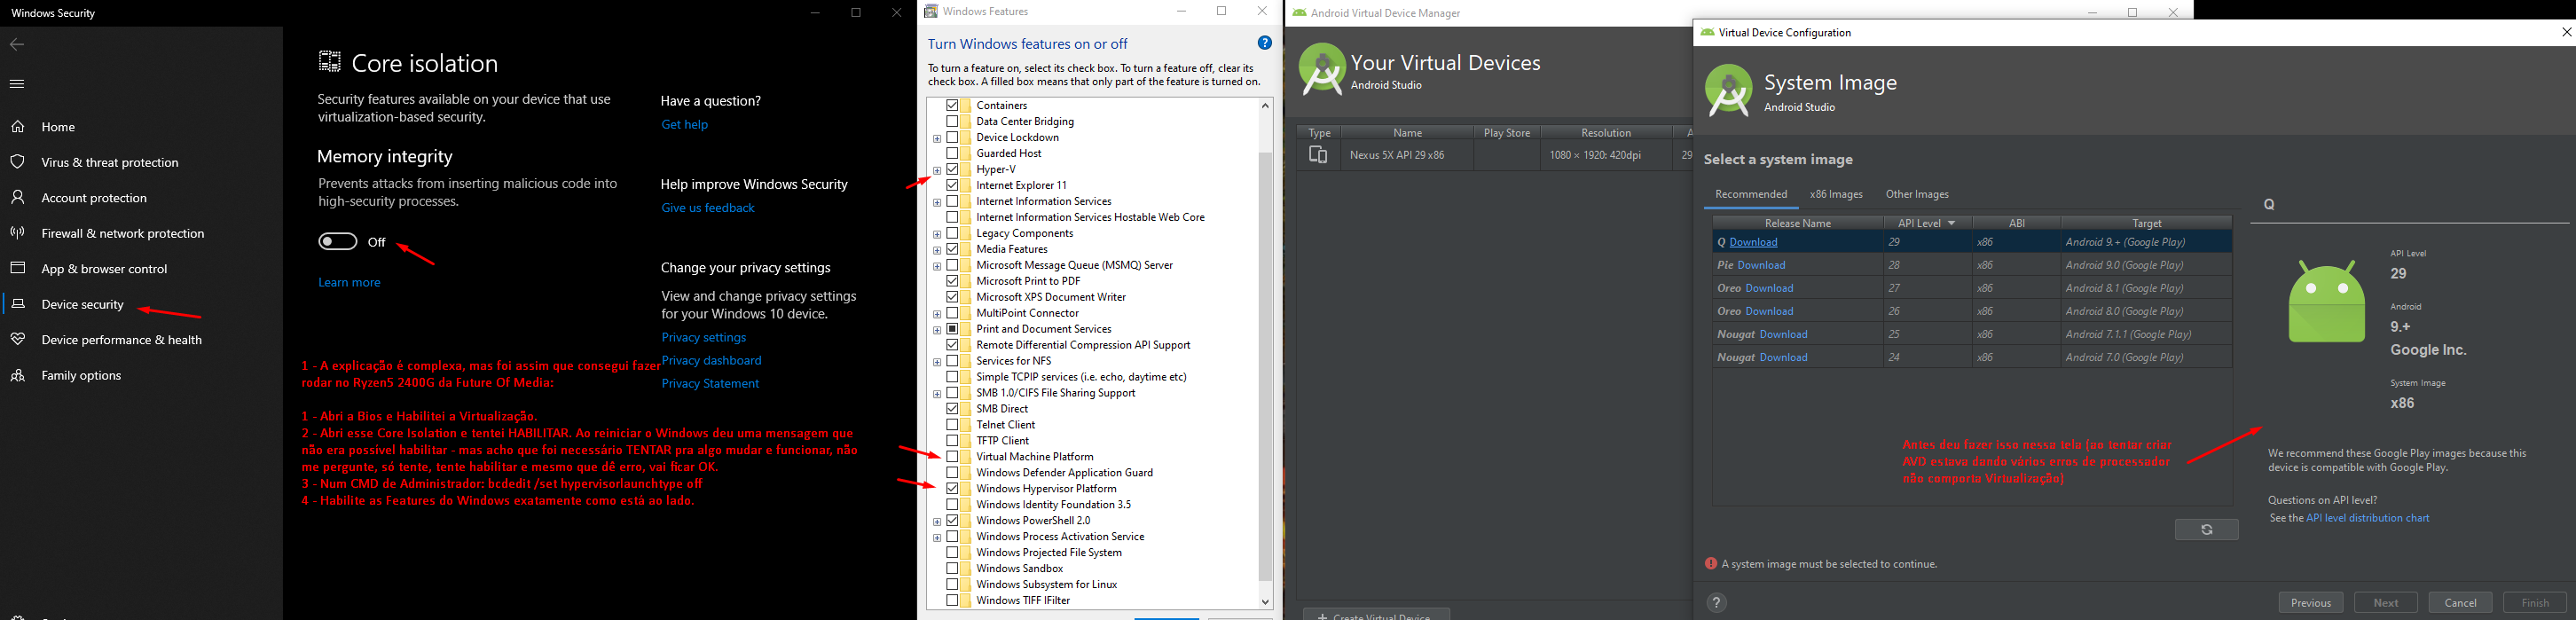 Windows Security
Home
Virus & threat protection
Account protection
Firewall & network protection
App & browser control
Device security
Device performance & health
Family options
Core isolation
Security features available on your device that use
virtualization-based security.
Memory integrity
Prevents attacks from inserting malicious code into
high-security processes.
Off
Learn more
Have a question?
Get help
Help improve Windows Security
Give us feedback
Change your privacy settings
View and change privacy settings
for your Windows 10 device.
Privacy settings
Privacy dashboard
Privacy Statement
1 - A explicação é complexa, mas foi assim que consegui fazer
rodar no Ryzen5 2400G da Future Of Media:
1 - Abri a Bios e Habilitei a Virtualização.
2 - Abri esse Core Isolation e tentei HABILITAR. Ao reiniciar o Windows deu uma mensagem que
não era possivel habilitar - mas acho que foi necessário TENTAR pra algo mudar e funcionar, não
me pergunte, só tente, tente habilitar e mesmo que dê erro, vai ficar OK.
3 - Num CMD de Administrador: bcdedit /set hypervisorlaunchtype off
4 - Habilite as Features do Windows exatamente como está ao lado.
Windows Features
Turn Windows features on or off
To turn a feature on, select its check box. To turn a feature off, clear its
check box. A filled box means that only part of the feature is turned on.
Containers
Data Center Bridging
Device Lockdown
Guarded Host
Hyper-V
Internet Explorer 11
Internet Information Services
Internet Information Services Hostable Web Core
Legacy Components
Media Features
Microsoft Message Queue (MSMQ) Server
Microsoft Print to PDF
Microsoft XPS Document Writer
MultiPoint Connector
Print and Document Services
Remote Differential Compression API Support
Services for NFS
Simple TCPIP services (i.e. echo, daytime etc)
SMB 1.0/CIFS File Sharing Support
SMB Direct
Telnet Client
TFTP Client
Virtual Machine Platform
Windows Defender Application Guard
Windows Hypervisor Platform
Windows Identity Foundation 3.5
Windows PowerShell 2.0
Windows Process Activation Service
Windows Projected File System
Windows Sandbox
Windows Subsystem for Linux
Windows TIFF IFilter
Android Virtual Device Manager
Your Virtual Devices
Android Studio
Type Name Play Store Resolution A
Nexus 5X API 29 x86 1080 × 1920: 420dpi 29
Create Virtual Device
Virtual Device Configuration
System Image
Android Studio
Select a system image
Recommended x86 Images Other Images
Release Name API Level ABI Target
Q Download 29 x86 Android 9.+ (Google Play)
Pie Download 28 x86 Android 9.0 (Google Play)
Oreo Download 27 x86 Android 8.1 (Google Play)
Oreo Download 26 x86 Android 8.0 (Google Play)
Nougat Download 25 x86 Android 7.1.1 (Google Play)
Nougat Download 24 x86 Android 7.0 (Google Play)
Antes deu fazer isso nessa tela (ao tentar criar
AVD estava dando vários erros de processador
não comporta Virtualização)
A system image must be selected to continue.
Q
API Level
29
Android
9.+
Google Inc.
System Image
x86
We recommend these Google Play images because this
device is compatible with Google Play.
Questions on API level?
See the API level distribution chart
? Previous Next Cancel Finish